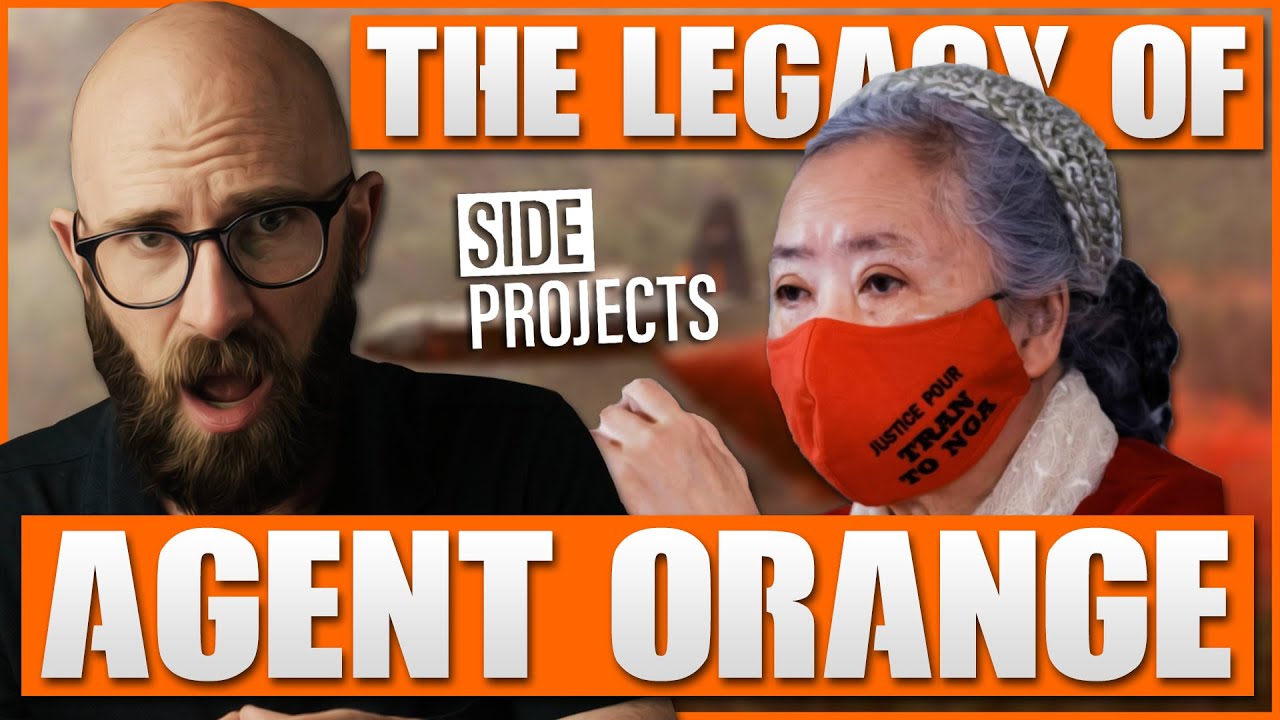 THE LEGACY OF
SIDE
PROJECTS
JUSTICE POUR
TRAN
TO NGA
AGENT ORANGE